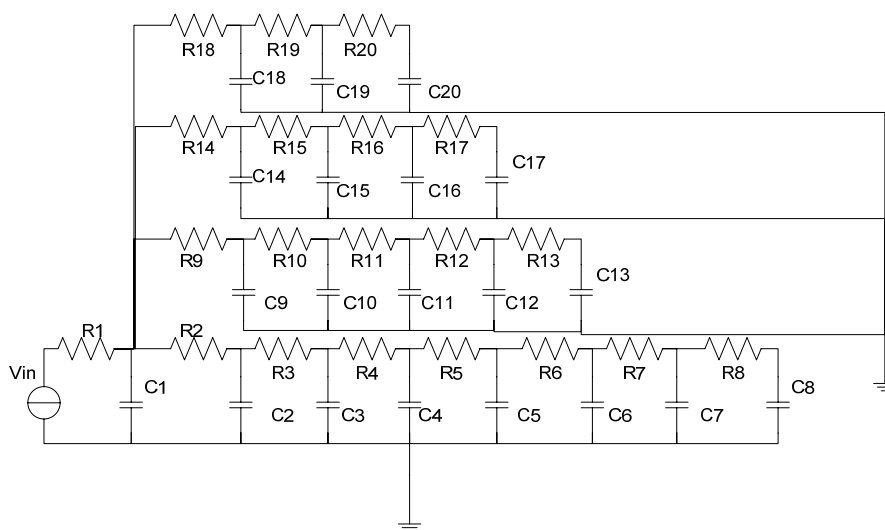 R18 R19 R20
C18 C19 C20
R14 R15 R16 R17
C14 C15 C16 C17
R9 R10 R11 R12 R13
C9 C10 C11 C12 C13
R1 R2
R3 R4 R5 R6 R7 R8
Vin
C1 C2 C3 C4 C5 C6 C7 C8